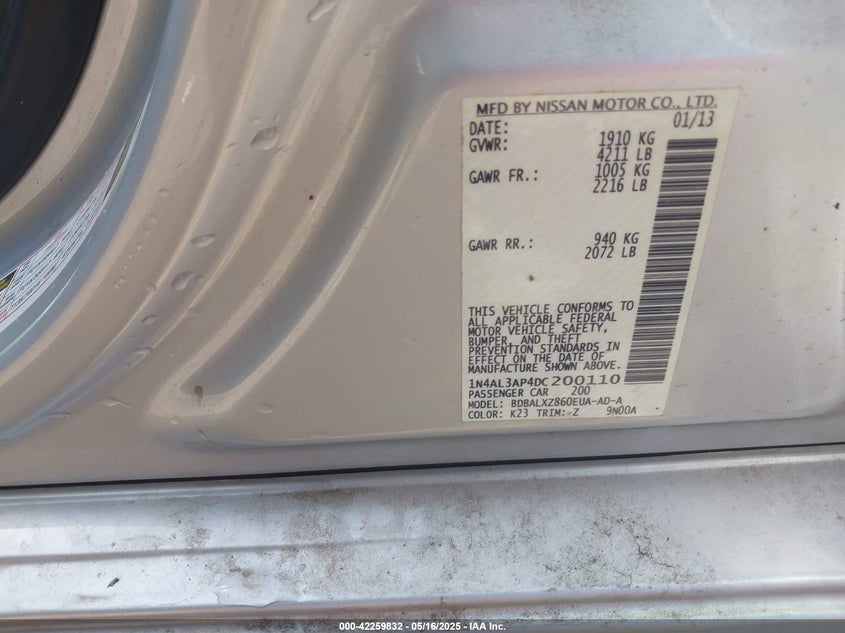 MFD BY NISSAN MOTOR CO., LTD.
DATE: 01/13
GVWR: 1910 KG
4211 LB
GAWR FR.: 1005 KG
2216 LB
GAWR RR.: 940 KG
2072 LB
THIS VEHICLE CONFORMS TO
ALL APPLICABLE FEDERAL
MOTOR VEHICLE SAFETY,
BUMPER, AND THEFT
PREVENTION STANDARDS IN
EFFECT ON THE DATE OF
MANUFACTURE SHOWN ABOVE.
1N4AL3AP4DC200110
PASSENGER CAR 200
MODEL: BDBALXZ860EUA-AD-A
COLOR: K23 TRIM: Z 9N00A
000-42259832 - 05/16/2025 - IAA Inc.